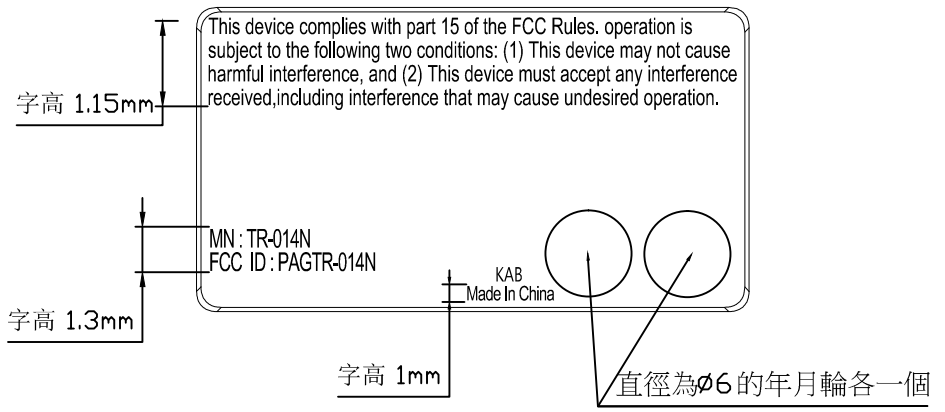 This device complies with part 15 of the FCC Rules. operation is
subject to the following two conditions: (1) This device may not cause
harmful interference, and (2) This device must accept any interference
received,including interference that may cause undesired operation.
字高 1.15mm
MN : TR-014N
FCC ID : PAGTR-014N
KAB
Made In China
字高 1.3mm
字高 1mm
直徑為Ø6的年月輪各一個